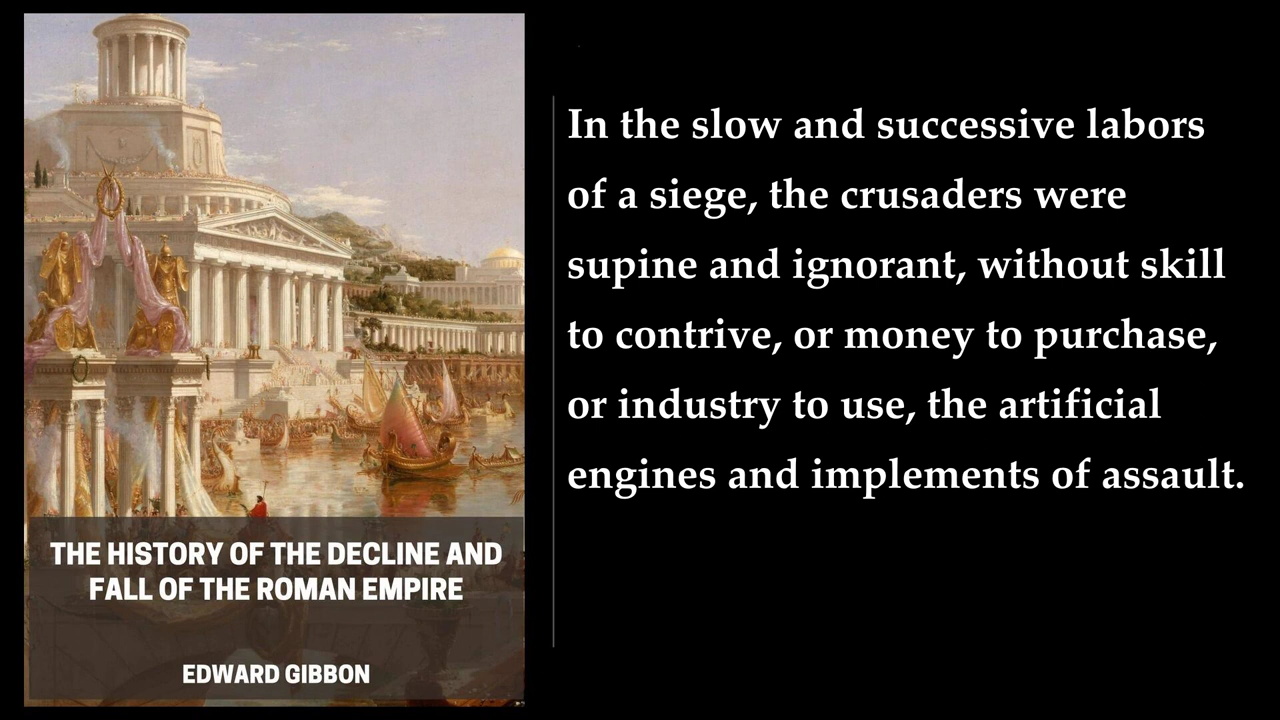 THE HISTORY OF THE DECLINE AND
FALL OF THE ROMAN EMPIRE
EDWARD GIBBON
In the slow and successive labors
of a siege, the crusaders were
supine and ignorant, without skill
to contrive, or money to purchase,
or industry to use, the artificial
engines and implements of assault.